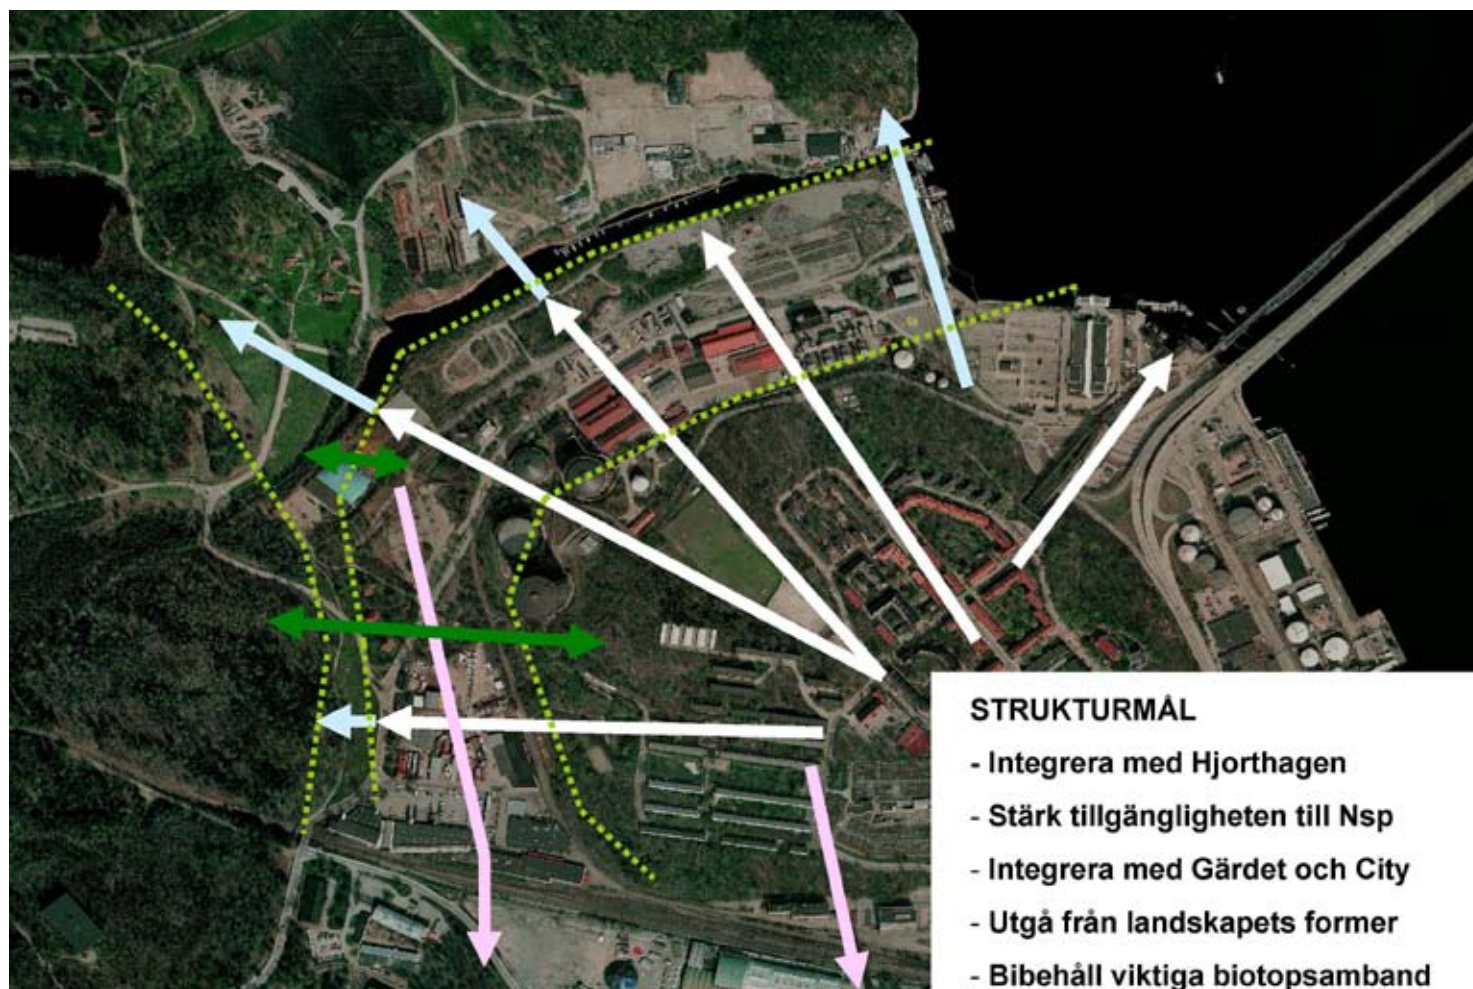 STRUKTURMÅL
- Integrera med Hjorthagen
- Stärk tillgängligheten till Nsp
- Integrera med Gärdet och City
- Utgå från landskapets former
- Bibehåll viktiga biotopsamband